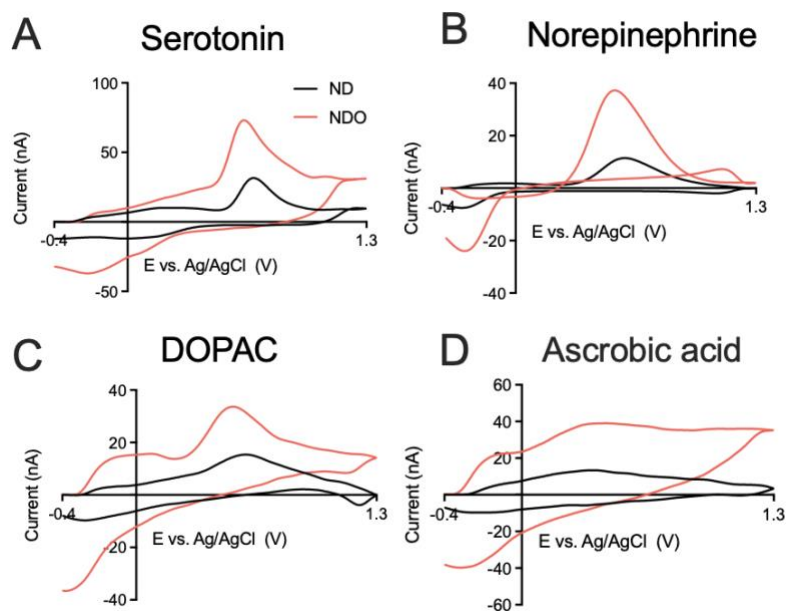 A
Serotonin
100
50
-50
Current (nA)
-0.4
1.3
E vs. Ag/AgCl (V)
ND
NDO
B
Norepinephrine
40
20
-20
-40
Current (nA)
-0.4
1.3
E vs. Ag/AgCl (V)
C
DOPAC
40
20
-20
-40
Current (nA)
-0.4
1.3
E vs. Ag/AgCl (V)
D
Ascrobic acid
60
40
20
-20
-40
-60
Current (nA)
-0.4
1.3
E vs. Ag/AgCl (V)